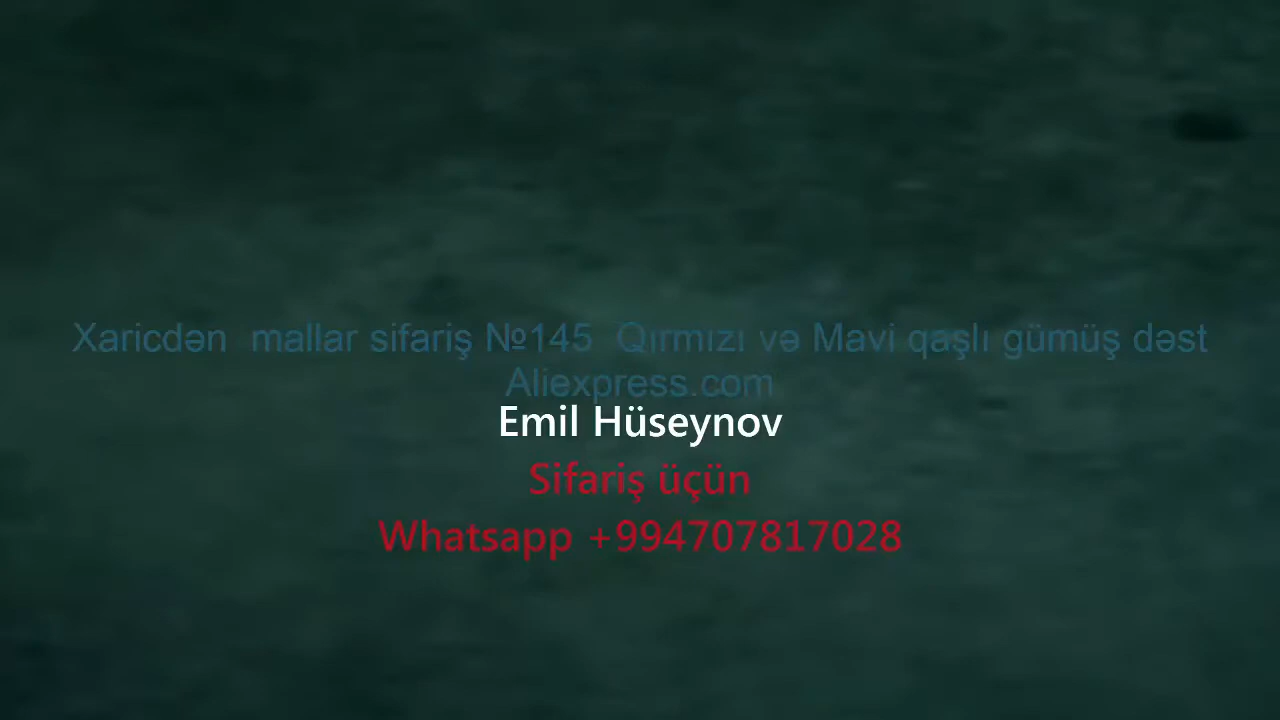 Xaricdən mallar sifariş №145 Qırmızı və Mavi qaşlı gümüş dəst
Aliexpress.com
Emil Hüseynov
Sifariş üçün
Whatsapp +994707817028